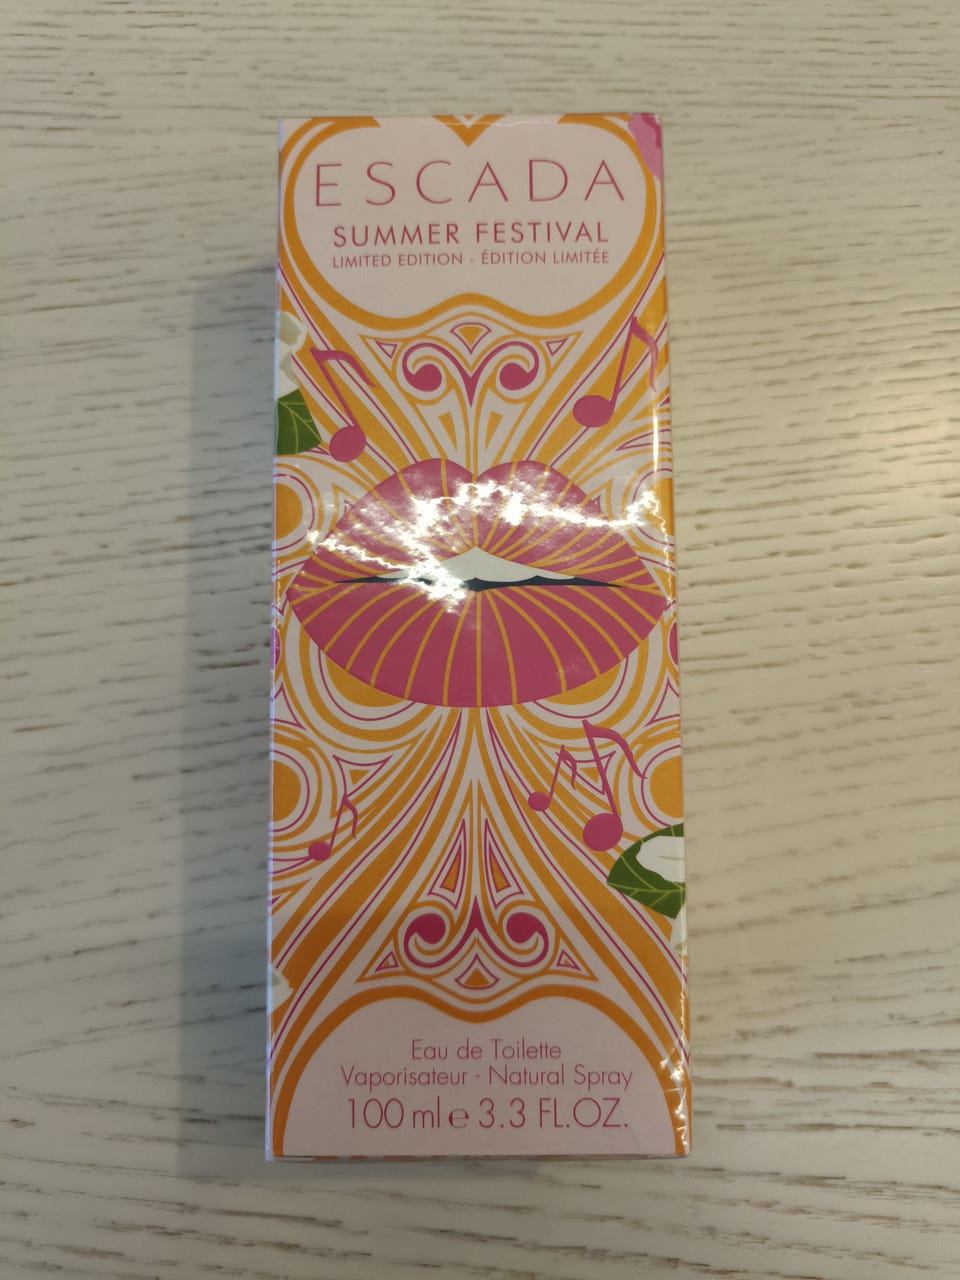 ESCADA
SUMMER FESTIVAL
LIMITED EDITION - ÉDITION LIMITÉE
Eau de Toilette
Vaporisateur - Natural Spray
100 ml ℮ 3.3 FL.OZ.